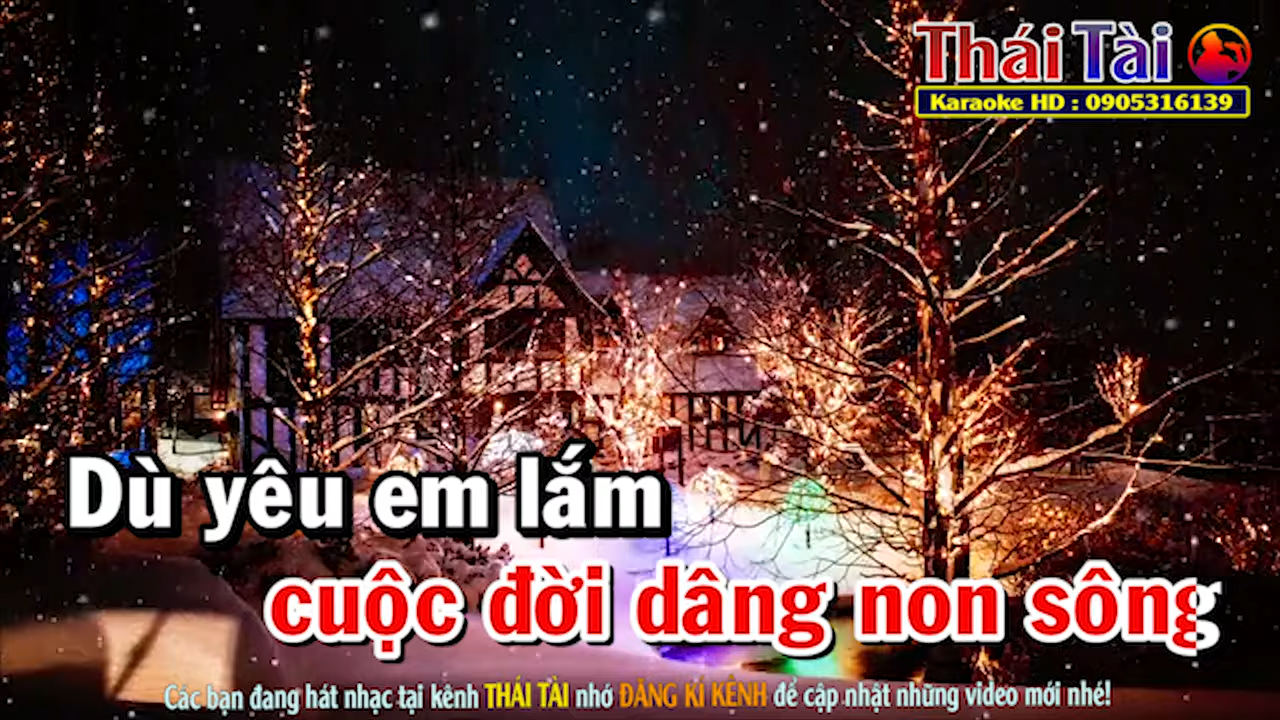 Thái Tài
Karaoke HD : 0905316139
Dù yêu em lắm
cuộc đời dâng non sông
Các bạn đang hát nhạc tại kênh THÁI TÀI nhớ ĐĂNG KÍ KÊNH để cập nhật những video mới nhé!